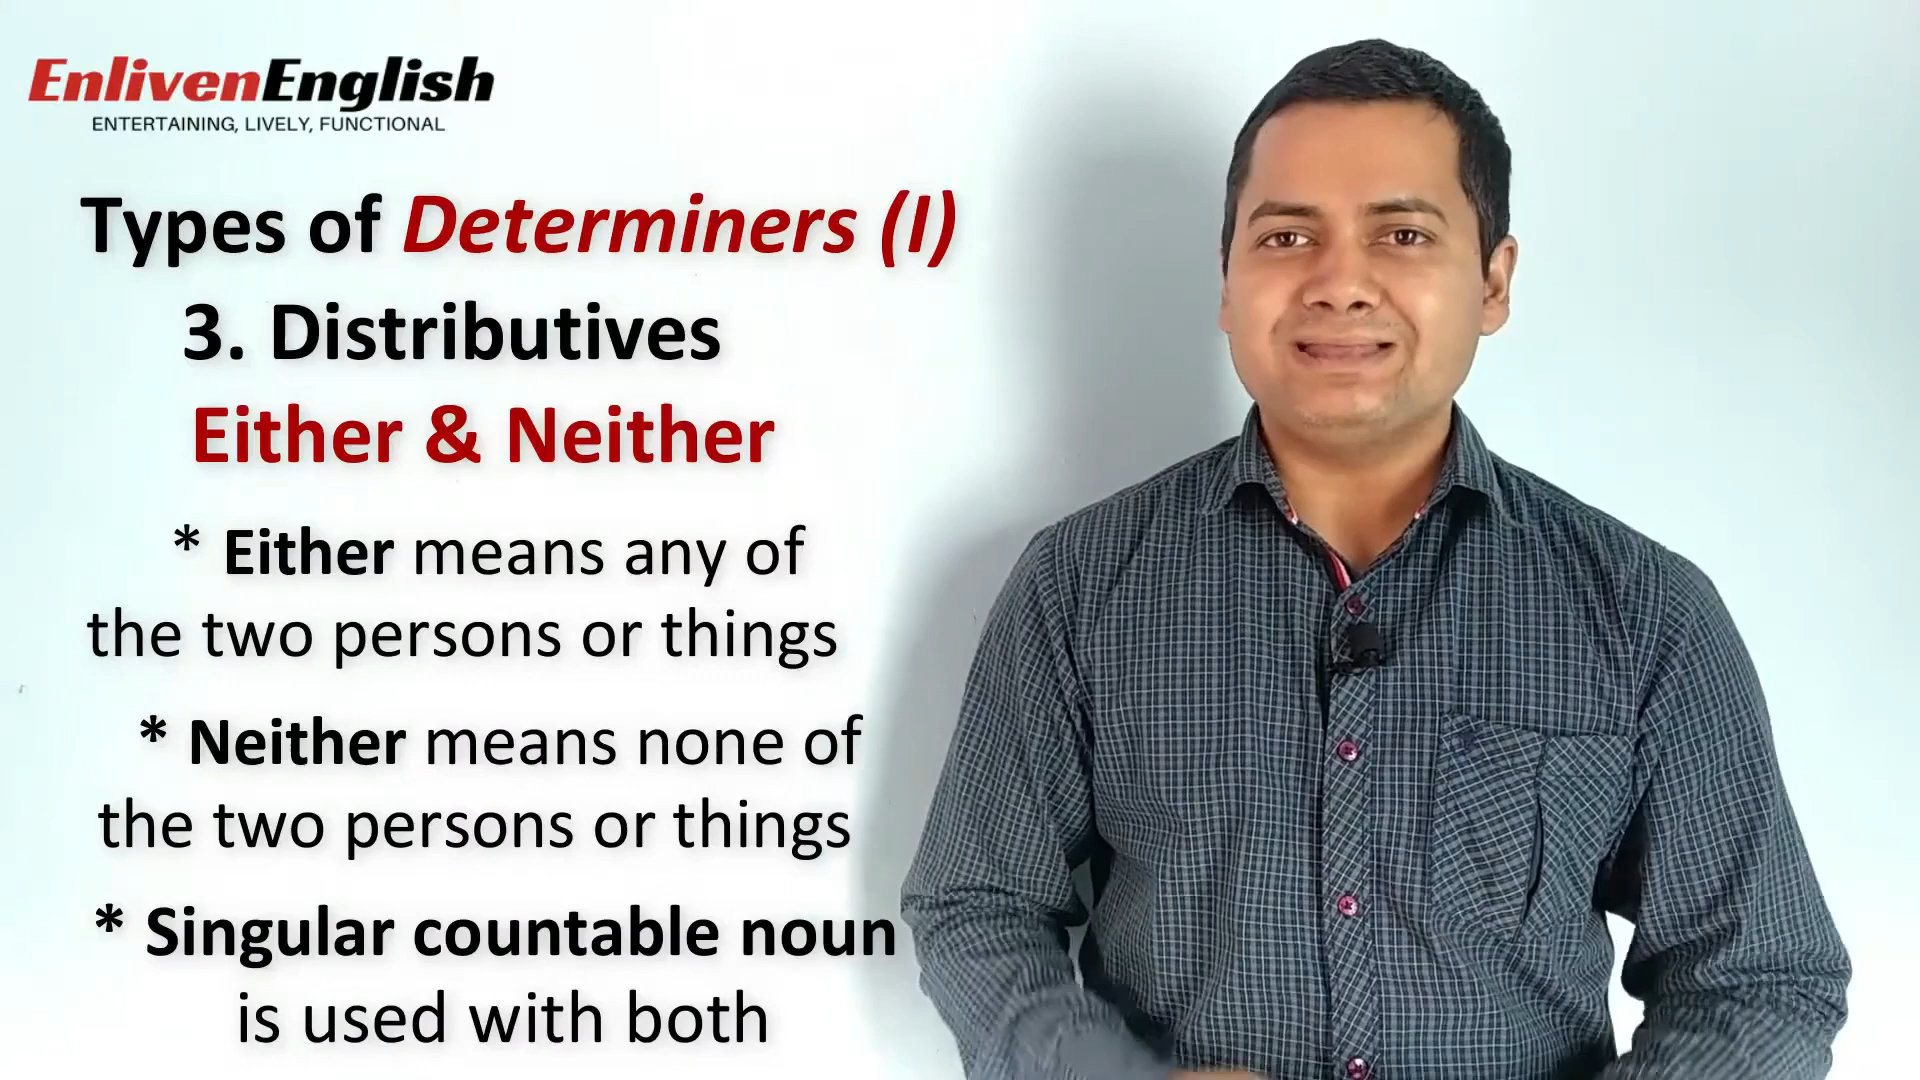 EnlivenEnglish
ENTERTAINING, LIVELY, FUNCTIONAL
Types of Determiners (I)
3. Distributives
Either & Neither
* Either means any of
the two persons or things
* Neither means none of
the two persons or things
* Singular countable noun
is used with both